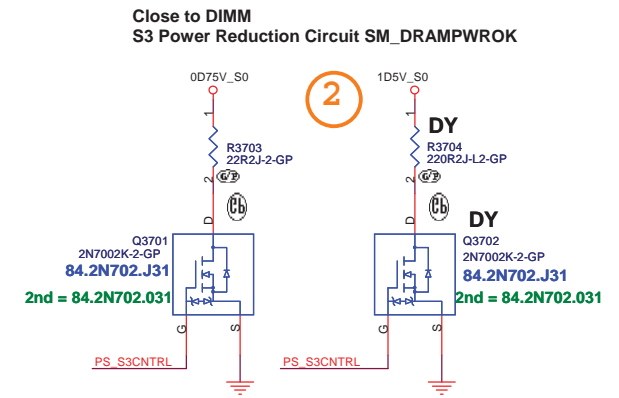 Close to DIMM
S3 Power Reduction Circuit SM_DRAMPWROK
0D75V_S0
1D5V_S0
2
1
R3703
22R2J-2-GP
2
G/P
D
Q3701
2N7002K-2-GP
84.2N702.J31
2nd = 84.2N702.031
G
S
PS_S3CNTRL
1
DY
R3704
220R2J-L2-GP
2
G/P
D
DY
Q3702
2N7002K-2-GP
84.2N702.J31
2nd = 84.2N702.031
G
S
PS_S3CNTRL